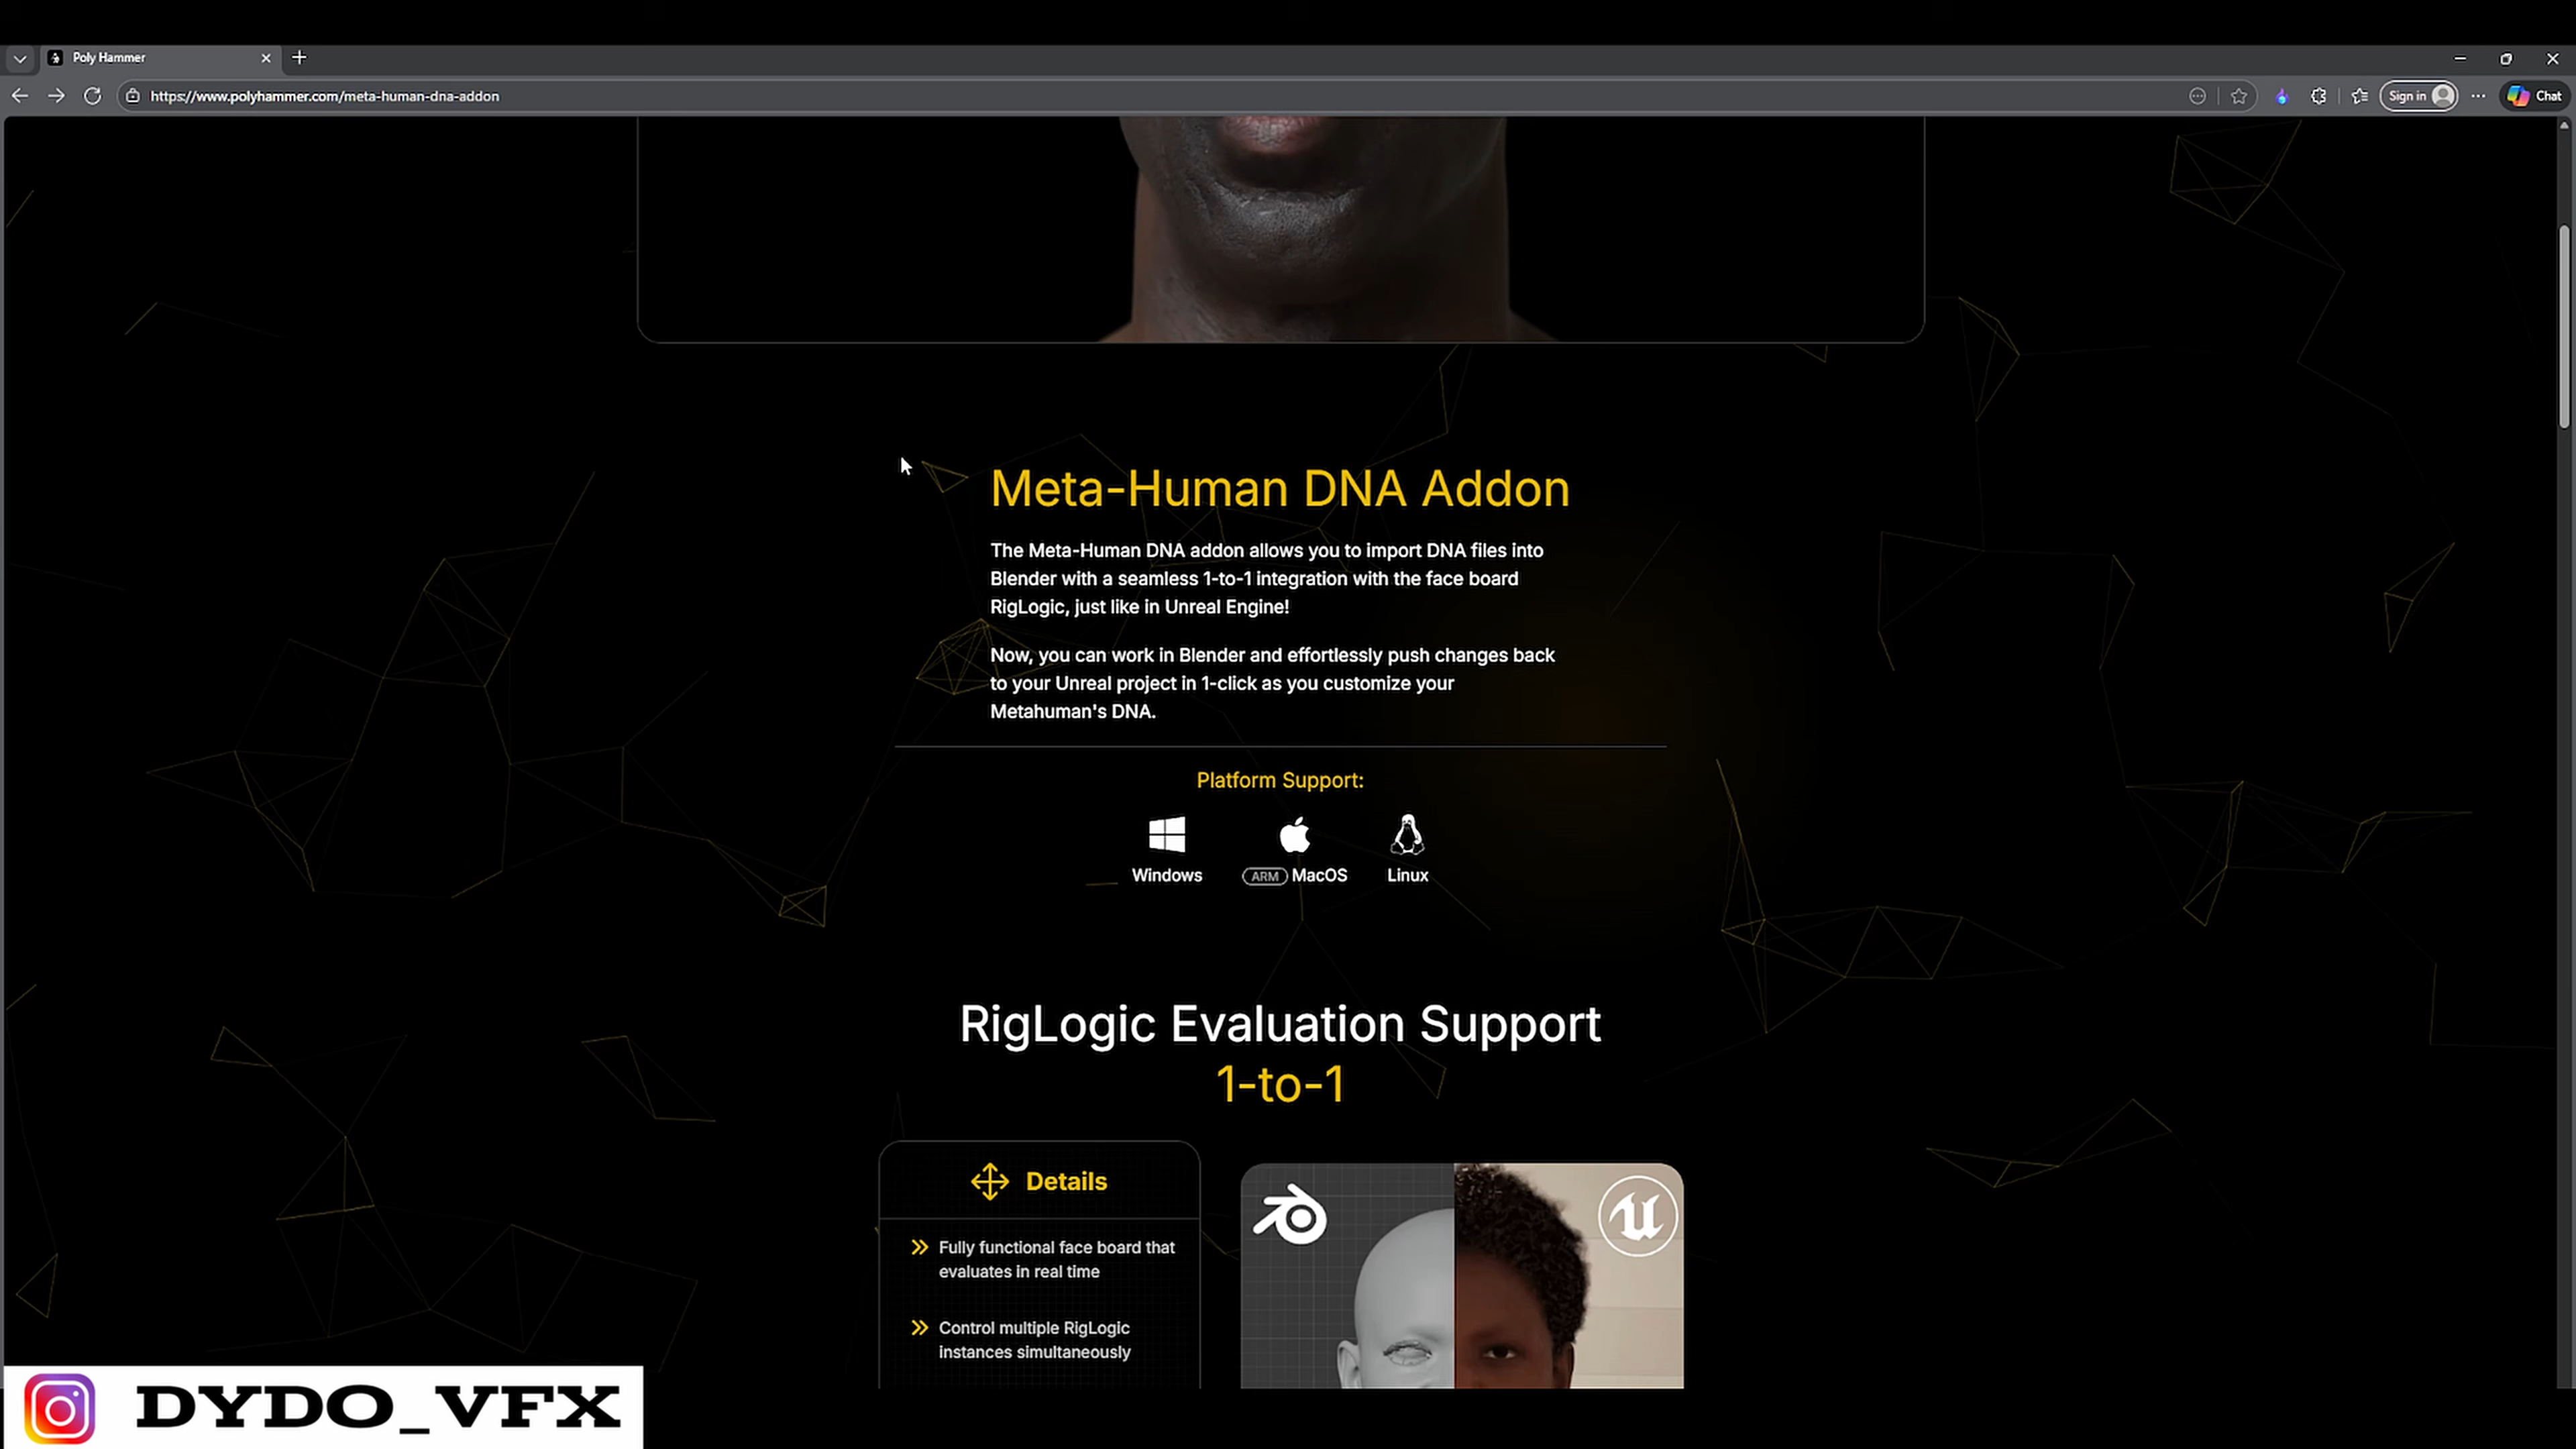 Poly Hammer
https://www.polyhammer.com/meta-human-dna-addon
Sign in
Chat
Meta-Human DNA Addon
The Meta-Human DNA addon allows you to import DNA files into
Blender with a seamless 1-to-1 integration with the face board
RigLogic, just like in Unreal Engine!
Now, you can work in Blender and effortlessly push changes back
to your Unreal project in 1-click as you customize your
Metahuman's DNA.
Platform Support:
Windows
ARM MacOS
Linux
RigLogic Evaluation Support
1-to-1
Details
Fully functional face board that
evaluates in real time
Control multiple RigLogic
instances simultaneously
DYDO_VFX